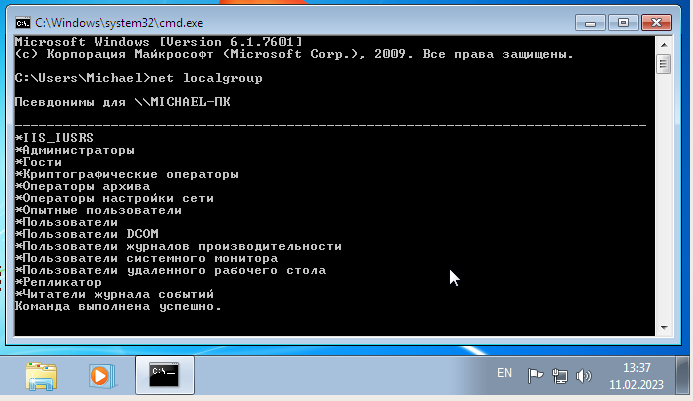 C:\Windows\system32\cmd.exe
Microsoft Windows [Version 6.1.7601]
(c) Корпорация Майкрософт (Microsoft Corp.), 2009. Все права защищены.
C:\Users\Michael>net localgroup
Псевдонимы для \\MICHAEL-ПК
-------------------------------------------------------------------------------
*IIS_IUSRS
*Администраторы
*Гости
*Криптографические операторы
*Операторы архива
*Операторы настройки сети
*Опытные пользователи
*Пользователи
*Пользователи DCOM
*Пользователи журналов производительности
*Пользователи системного монитора
*Пользователи удаленного рабочего стола
*Репликатор
*Читатели журнала событий
Команда выполнена успешно.
C:\_
EN
13:37
11.02.2023